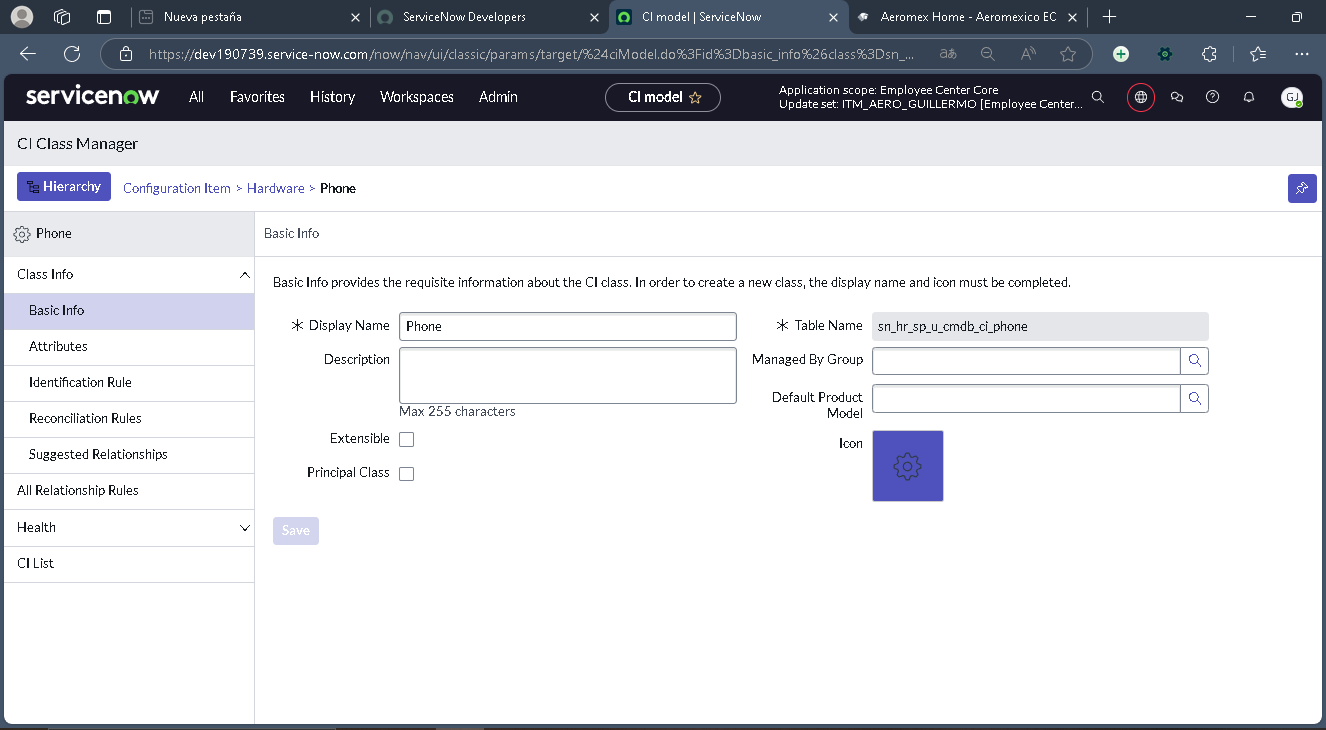 Nueva pestaña
ServiceNow Developers
CI model | ServiceNow
Aeromex Home - Aeromexico EC
https://dev190739.service-now.com/now/nav/ui/classic/params/target/%24ciModel.do%3Fid%3Dbasic_info%26class%3Dsn_...
servicenow
All
Favorites
History
Workspaces
Admin
CI model
Application scope: Employee Center Core
Update set: ITM_AERO_GUILLERMO [Employee Center...
GJ
CI Class Manager
Hierarchy
Configuration Item > Hardware > Phone
Phone
Class Info
Basic Info
Attributes
Identification Rule
Reconciliation Rules
Suggested Relationships
All Relationship Rules
Health
CI List
Basic Info
Basic Info provides the requisite information about the CI class. In order to create a new class, the display name and icon must be completed.
Display Name
Phone
Description
Max 255 characters
Extensible
Principal Class
Table Name
sn_hr_sp_u_cmdb_ci_phone
Managed By Group
Default Product
Model
Icon
Save